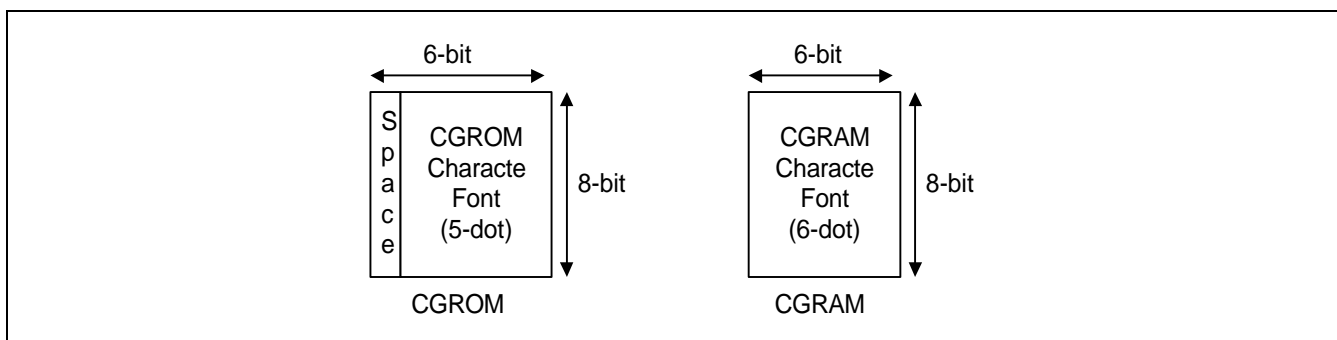 6-bit
S
p
a
c
e
CGROM
Characte
Font
(5-dot)
8-bit
CGROM
6-bit
CGRAM
Characte
Font
(6-dot)
8-bit
CGRAM